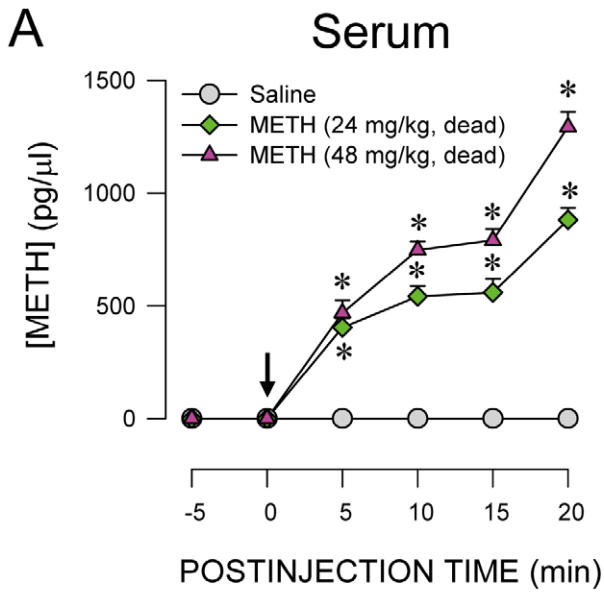 A
Serum
1500
1000
500
0
[METH] (pg/µl)
Saline
METH (24 mg/kg, dead)
METH (48 mg/kg, dead)
* * * *
* * * *
-5 0 5 10 15 20
POSTINJECTION TIME (min)